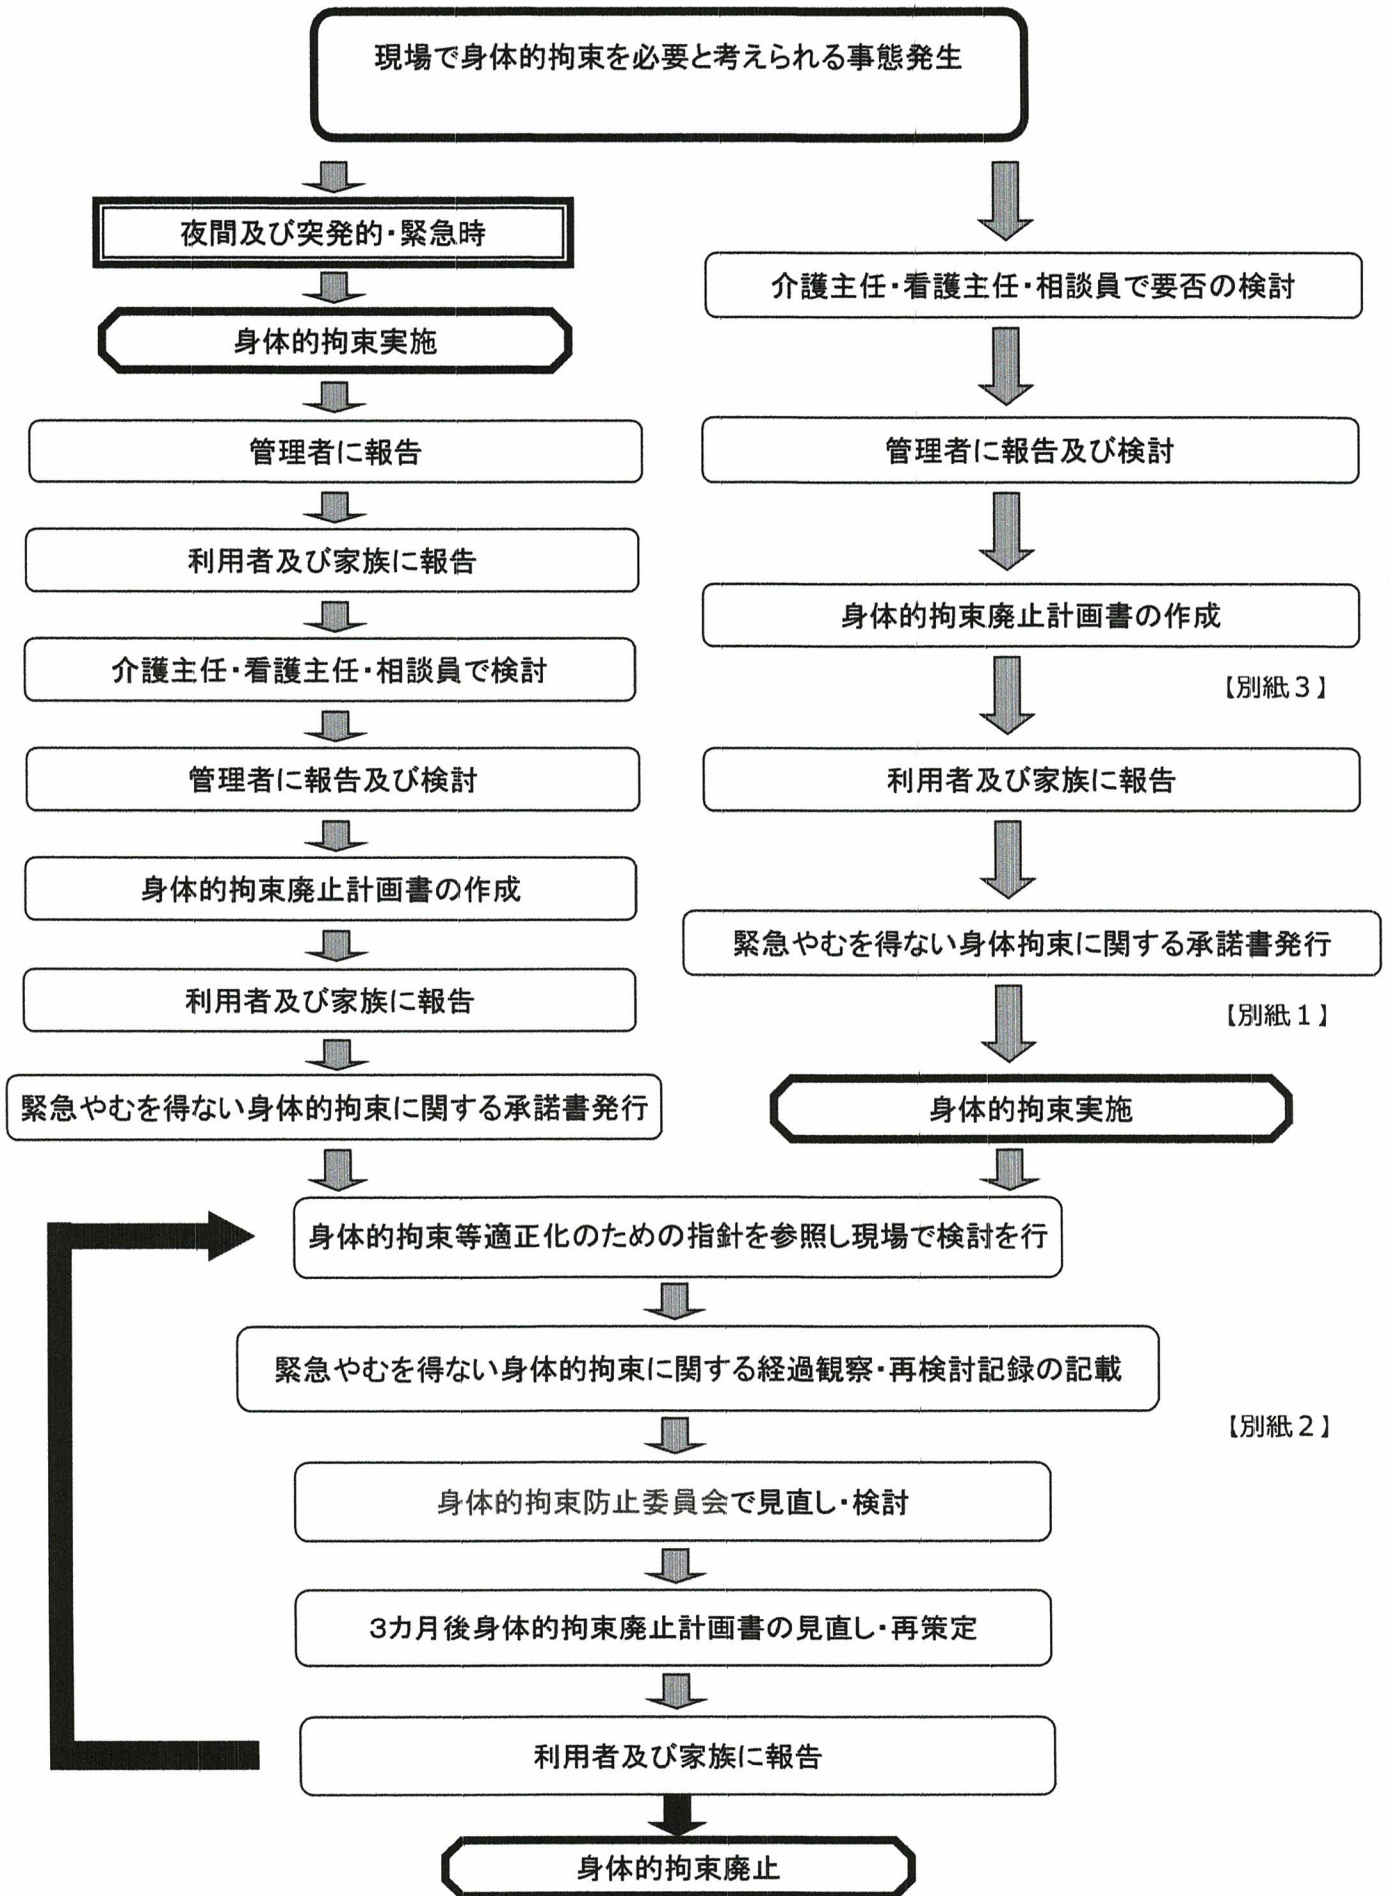 現場で身体的拘束を必要と考えられる事態発生
夜間及び突発的・緊急時
身体的拘束実施
管理者に報告
利用者及び家族に報告
介護主任・看護主任・相談員で検討
管理者に報告及び検討
身体的拘束廃止計画書の作成
利用者及び家族に報告
緊急やむを得ない身体的拘束に関する承諾書発行
介護主任・看護主任・相談員で要否の検討
管理者に報告及び検討
身体的拘束廃止計画書の作成
【別紙３】
利用者及び家族に報告
緊急やむを得ない身体拘束に関する承諾書発行
【別紙１】
身体的拘束実施
身体的拘束等適正化のための指針を参照し現場で検討を行
緊急やむを得ない身体的拘束に関する経過観察・再検討記録の記載
【別紙２】
身体的拘束防止委員会で見直し・検討
３カ月後身体的拘束廃止計画書の見直し・再策定
利用者及び家族に報告
身体的拘束廃止